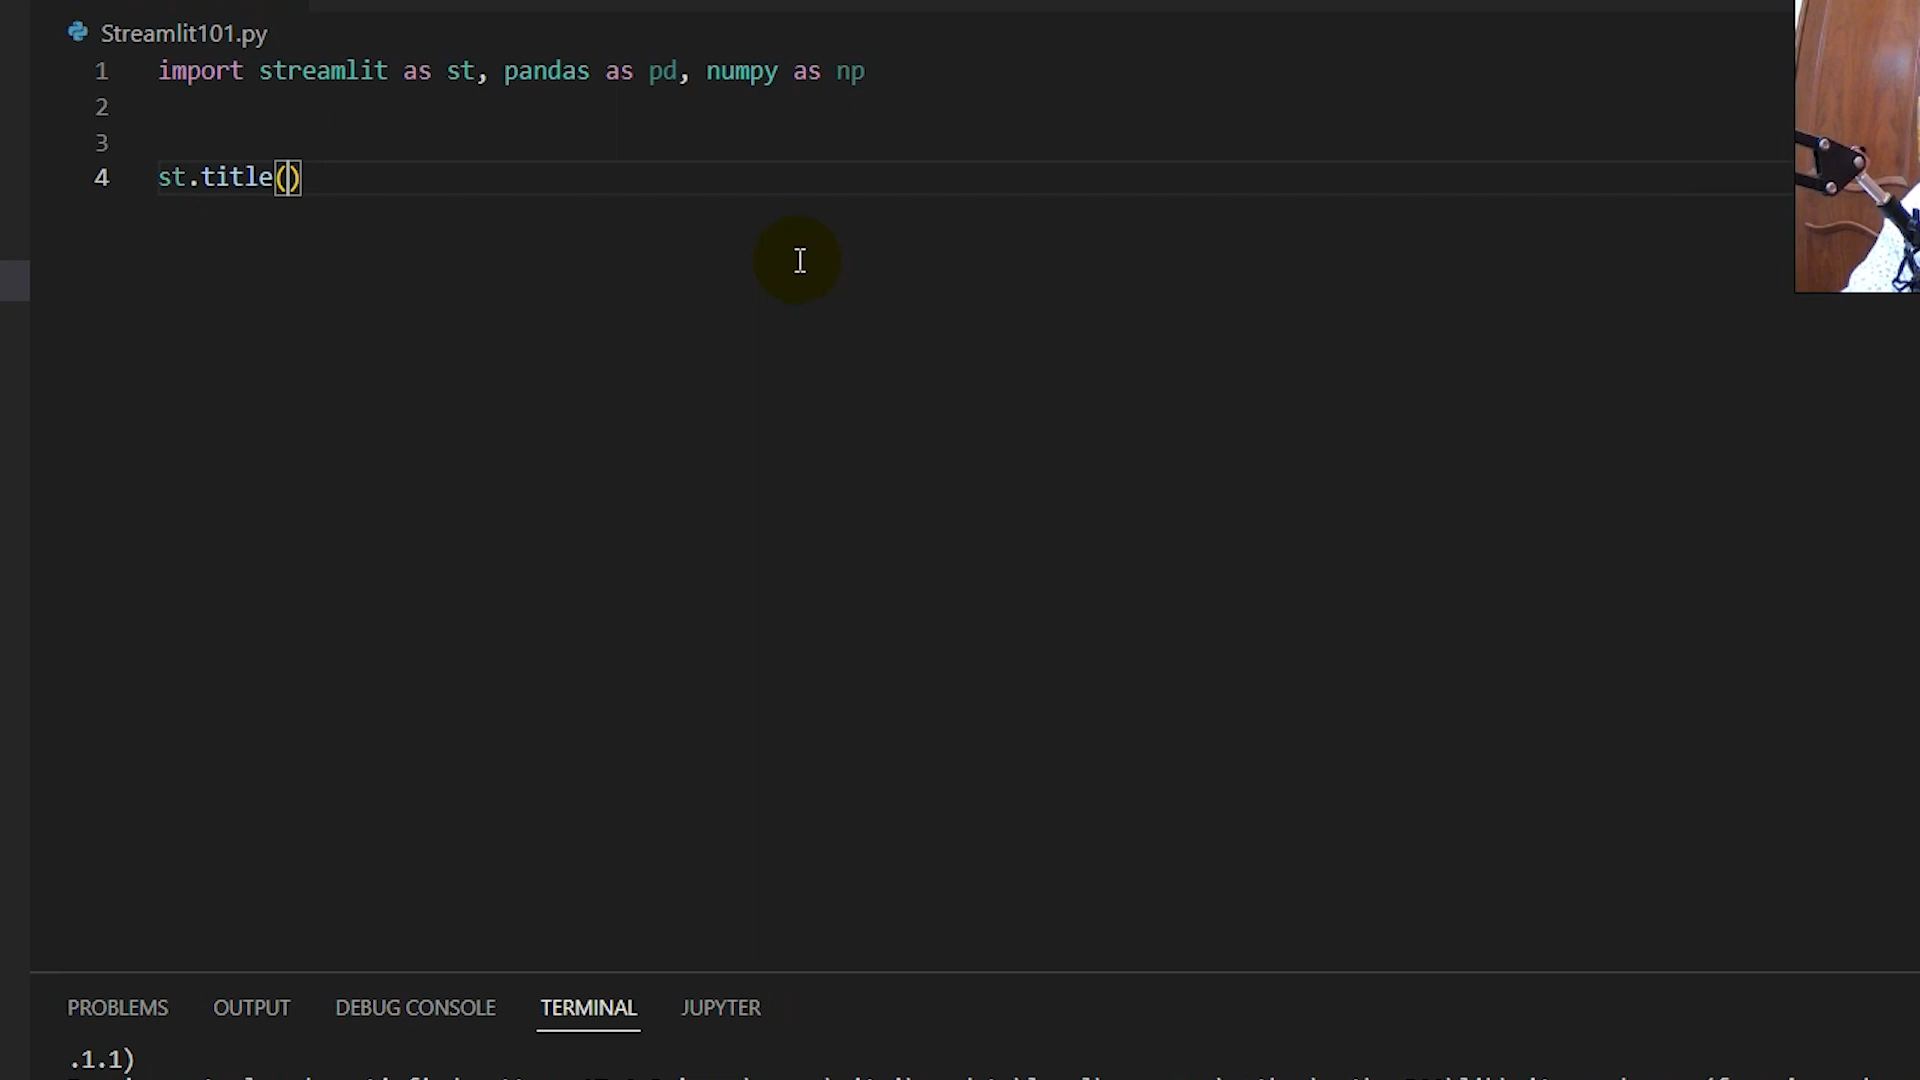 Streamlit101.py
1 import streamlit as st, pandas as pd, numpy as np
2
3
4 st.title()
PROBLEMS OUTPUT DEBUG CONSOLE TERMINAL JUPYTER
.1.1)